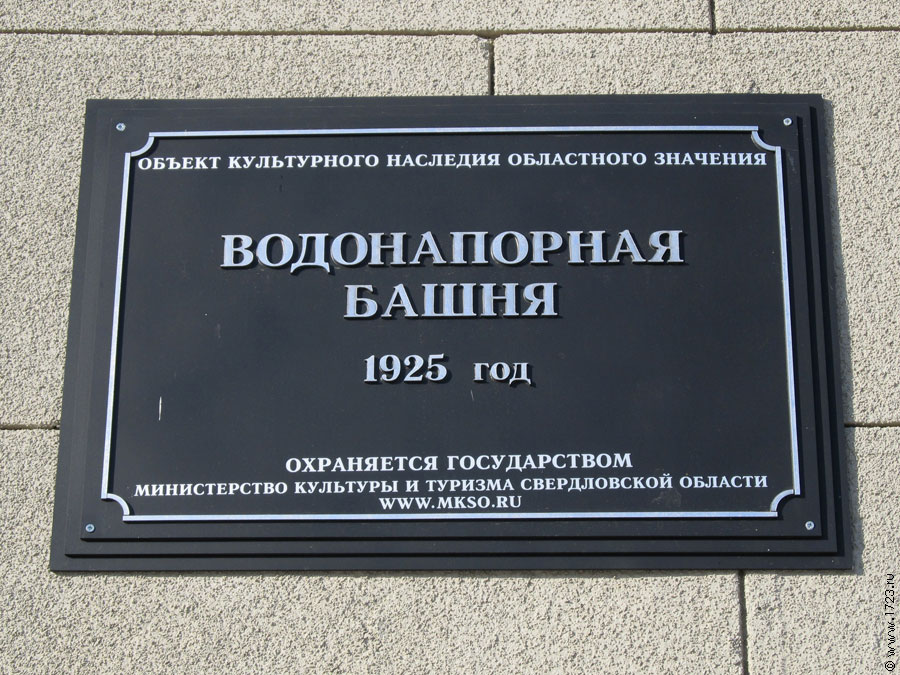 ОБЪЕКТ КУЛЬТУРНОГО НАСЛЕДИЯ ОБЛАСТНОГО ЗНАЧЕНИЯ
ВОДОНАПОРНАЯ
БАШНЯ
1925 год
ОХРАНЯЕТСЯ ГОСУДАРСТВОМ
МИНИСТЕРСТВО КУЛЬТУРЫ И ТУРИЗМА СВЕРДЛОВСКОЙ ОБЛАСТИ
WWW.MKSO.RU
© www.1723.ru